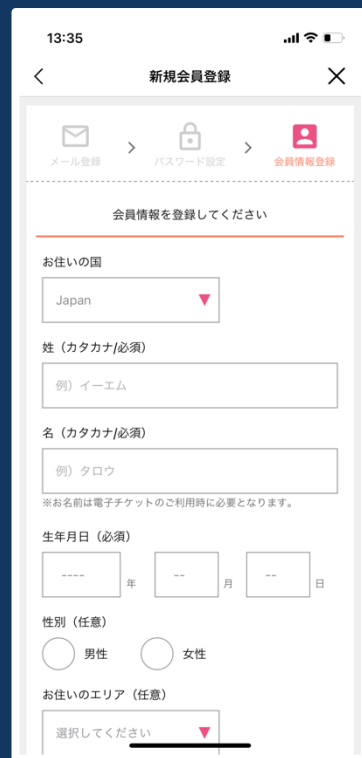 13:35
新規会員登録
メール登録
パスワード設定
会員情報登録
会員情報を登録してください
お住いの国
Japan
姓（カタカナ/必須）
例）イーエム
名（カタカナ/必須）
例）タロウ
※お名前は電子チケットのご利用時に必要となります。
生年月日（必須）
---- 年 -- 月 -- 日
性別（任意）
男性 女性
お住いのエリア（任意）
選択してください